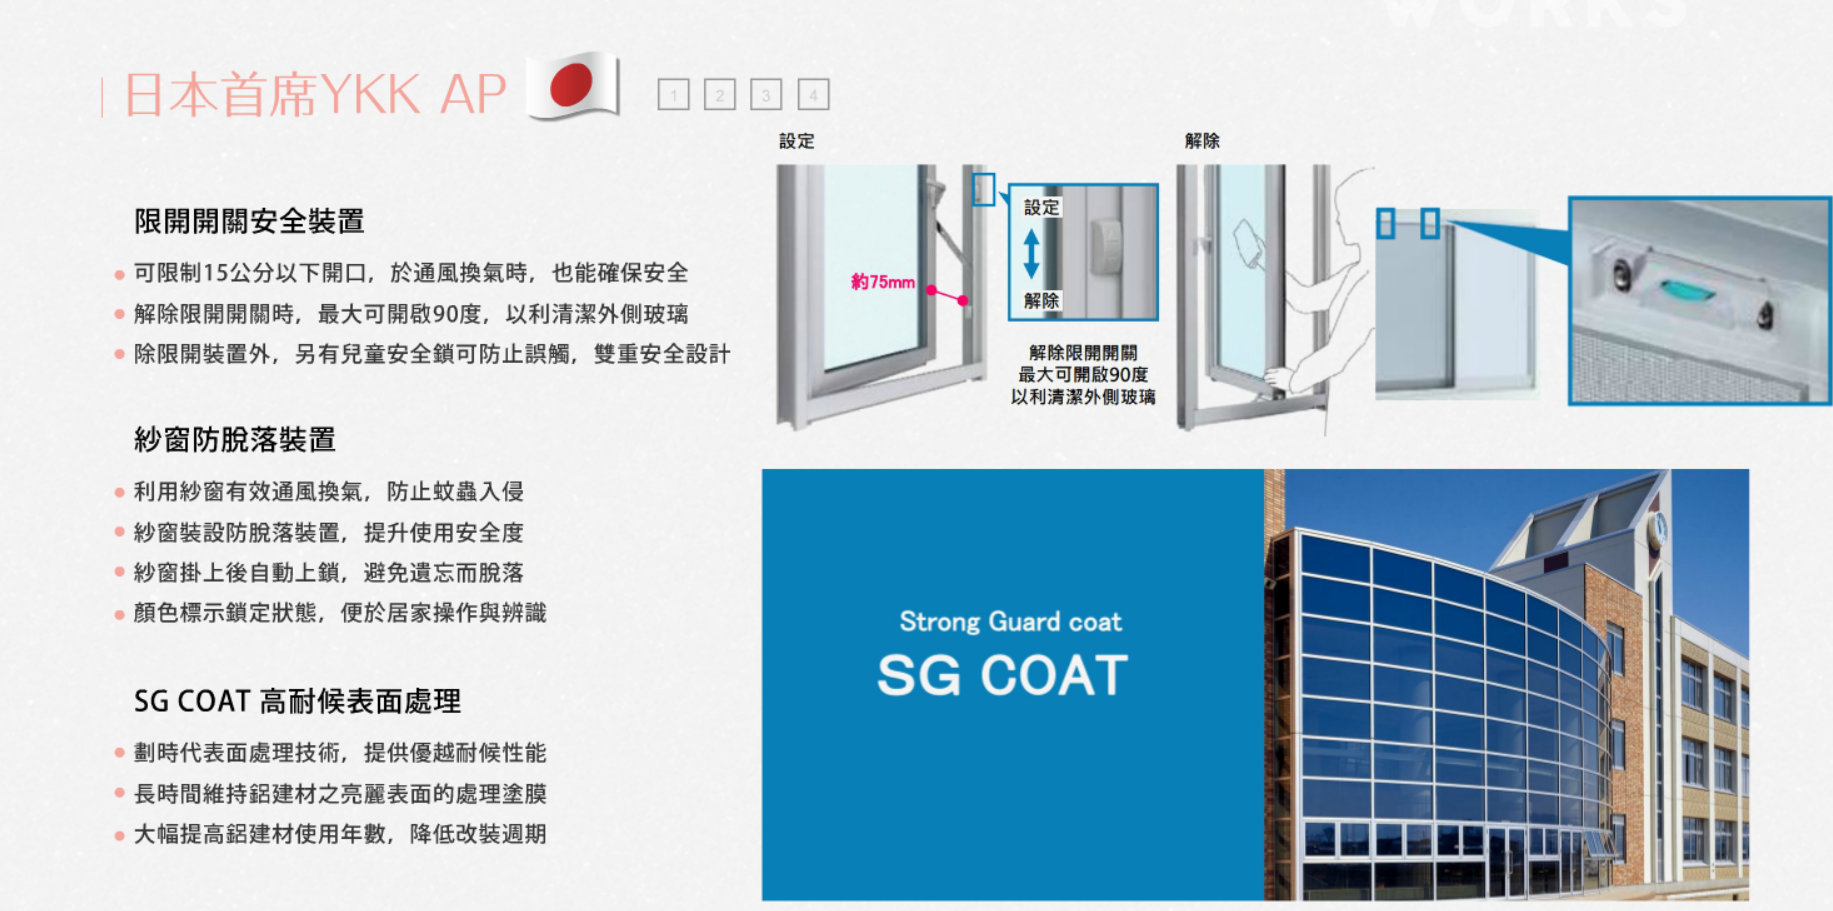 WORKS
日本首席YKK AP
1 2 3 4
限開開關安全裝置
可限制15公分以下開口，於通風換氣時，也能確保安全
解除限開開關時，最大可開啟90度，以利清潔外側玻璃
除限開裝置外，另有兒童安全鎖可防止誤觸，雙重安全設計
設定
約75mm
設定
解除
解除限開開關
最大可開啟90度
以利清潔外側玻璃
解除
紗窗防脫落裝置
利用紗窗有效通風換氣，防止蚊蟲入侵
紗窗裝設防脫落裝置，提升使用安全度
紗窗掛上後自動上鎖，避免遺忘而脫落
顏色標示鎖定狀態，便於居家操作與辨識
SG COAT 高耐候表面處理
劃時代表面處理技術，提供優越耐候性能
長時間維持鋁建材之亮麗表面的處理塗膜
大幅提高鋁建材使用年數，降低改裝週期
Strong Guard coat
SG COAT